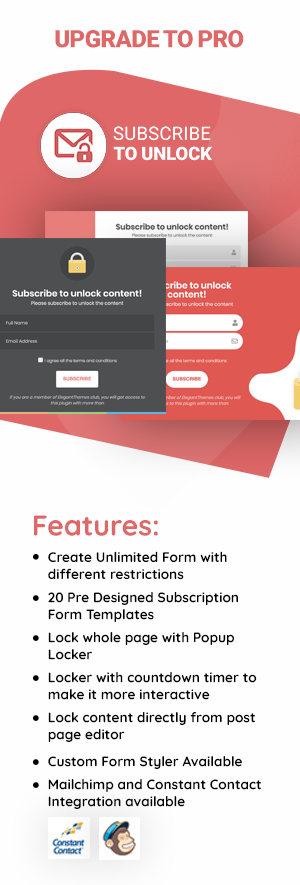 UPGRADE TO PRO
SUBSCRIBE
TO UNLOCK
Subscribe to unlock content!
Please subscribe to unlock the content
Subscribe to unlock content!
Please subscribe to unlock the content
Full Name
Email Address
I agree all the terms and conditions
SUBSCRIBE
If you are a member of ElegantThemes club, you will get access to
this plugin with more than
cribe to unlock
content!
subscribe to unlock the content
all the terms and conditions
SUBSCRIBE
member of ElegantThemes club, you will
to this plugin with more than
Features:
Create Unlimited Form with
different restrictions
20 Pre Designed Subscription
Form Templates
Lock whole page with Popup
Locker
Locker with countdown timer to
make it more interactive
Lock content directly from post
page editor
Custom Form Styler Available
Mailchimp and Constant Contact
Integration available
Constant
Contact